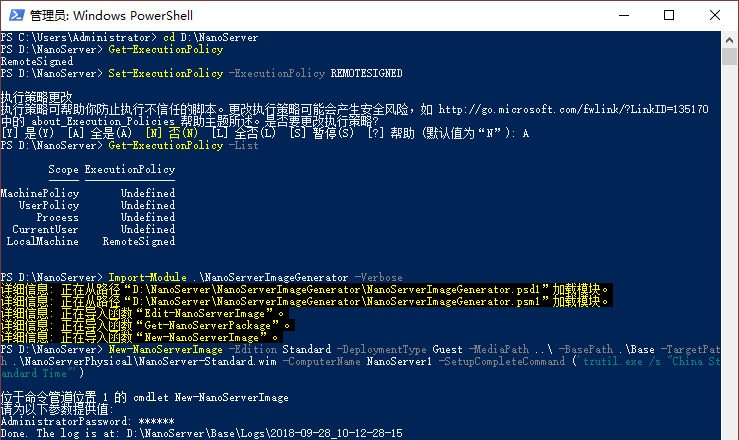 管理员: Windows PowerShell
PS C:\Users\Administrator> cd D:\NanoServer
PS D:\NanoServer> Get-ExecutionPolicy
RemoteSigned
PS D:\NanoServer> Set-ExecutionPolicy -ExecutionPolicy REMOTESIGNED
执行策略更改
执行策略可帮助你防止执行不信任的脚本。更改执行策略可能会产生安全风险，如 http://go.microsoft.com/fwlink/?LinkID=135170
中的 about_Execution_Policies 帮助主题所述。是否要更改执行策略?
[Y] 是(Y)  [A] 全是(A)  [N] 否(N)  [L] 全否(L)  [S] 暂停(S)  [?] 帮助 (默认值为“N”): A
PS D:\NanoServer> Get-ExecutionPolicy -List
Scope ExecutionPolicy
----- ---------------
MachinePolicy       Undefined
UserPolicy       Undefined
Process       Undefined
CurrentUser       Undefined
LocalMachine    RemoteSigned
PS D:\NanoServer> Import-Module .\NanoServerImageGenerator -Verbose
详细信息: 正在从路径“D:\NanoServer\NanoServerImageGenerator\NanoServerImageGenerator.psd1”加载模块。
详细信息: 正在从路径“D:\NanoServer\NanoServerImageGenerator\NanoServerImageGenerator.psm1”加载模块。
详细信息: 正在导入函数“Edit-NanoServerImage”。
详细信息: 正在导入函数“Get-NanoServerPackage”。
详细信息: 正在导入函数“New-NanoServerImage”。
PS D:\NanoServer> New-NanoServerImage -Edition Standard -DeploymentType Guest -MediaPath ..\ -BasePath .\Base -TargetPat
h .\NanoServerPhysical\NanoServer-Standard.wim -ComputerName NanoServer1 -SetupCompleteCommand ('tzutil.exe /s "China St
andard Time"')
位于命令管道位置 1 的 cmdlet New-NanoServerImage
请为以下参数提供值:
AdministratorPassword: ******
Done. The log is at: D:\NanoServer\Base\Logs\2018-09-28_10-12-28-15